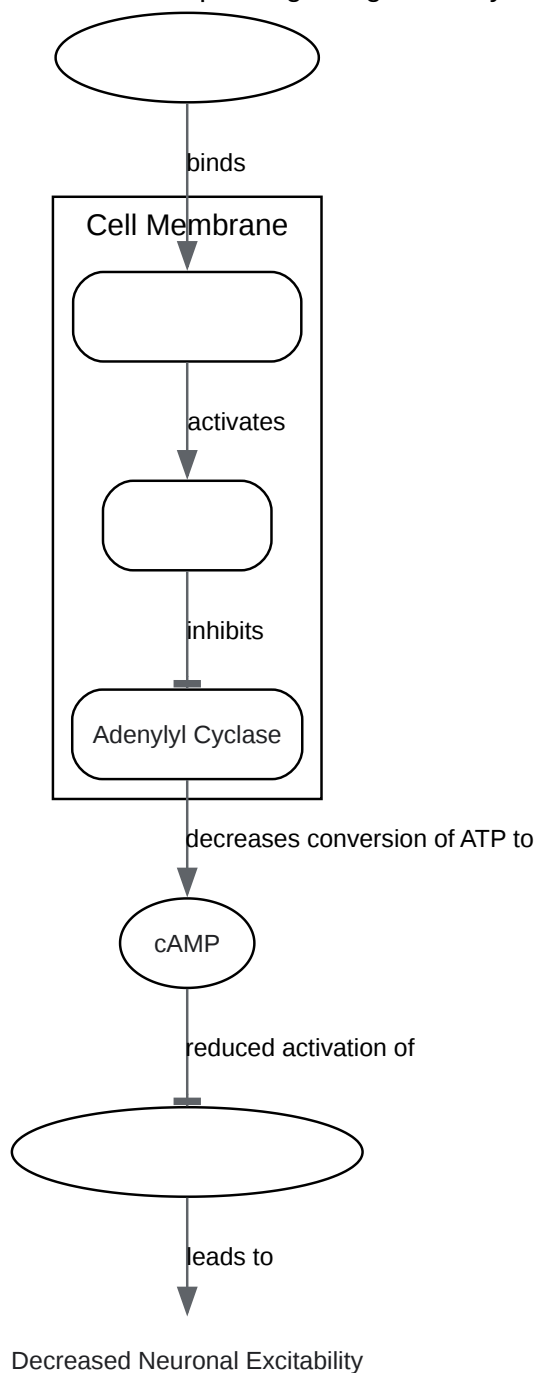 binds
Cell Membrane
activates
inhibits
Adenylyl Cyclase
decreases conversion of ATP to
cAMP
reduced activation of
leads to
Decreased Neuronal Excitability